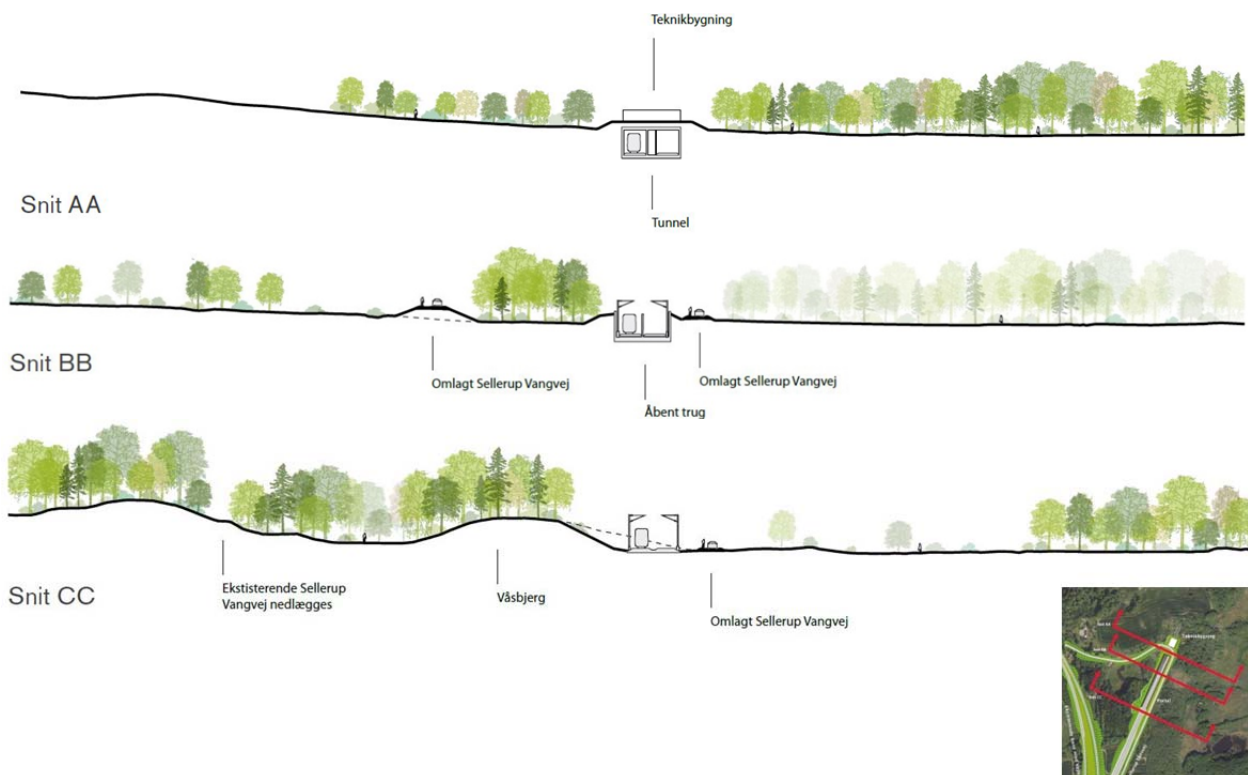 Teknikbygning
Snit AA
Tunnel
Snit BB
Omlagt Sellerup Vangvej
Omlagt Sellerup Vangvej
Åbent trug
Snit CC
Ekstisterende Sellerup
Vangvej nedlægges
Våsbjerg
Omlagt Sellerup Vangvej
Teknikbygning